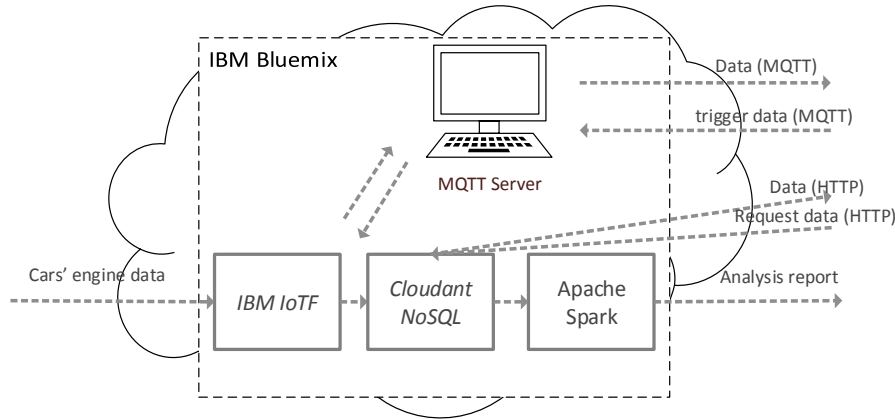 IBM Bluemix
Data (MQTT)
trigger data (MQTT)
MQTT Server
Data (HTTP)
Request data (HTTP)
Cars' engine data
IBM IoTF
Cloudant
NoSQL
Apache
Spark
Analysis report